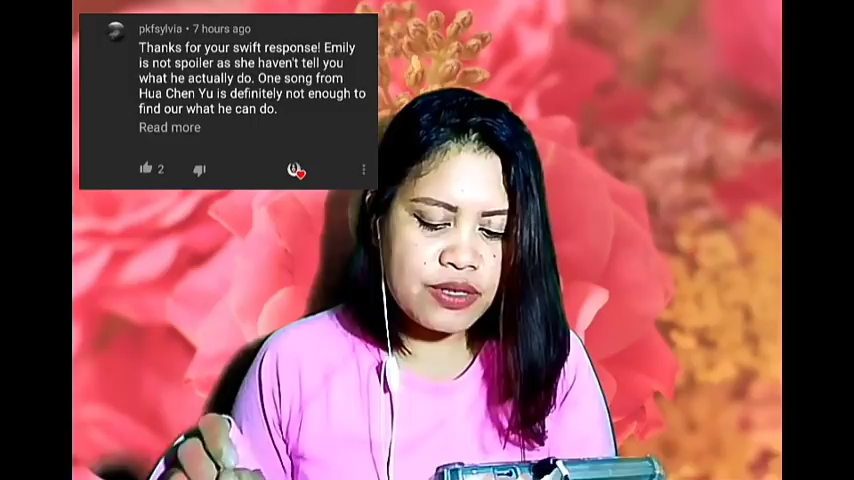 pkfsylvia • 7 hours ago
Thanks for your swift response! Emily
is not spoiler as she haven't tell you
what he actually do. One song from
Hua Chen Yu is definitely not enough to
find our what he can do.
Read more
2